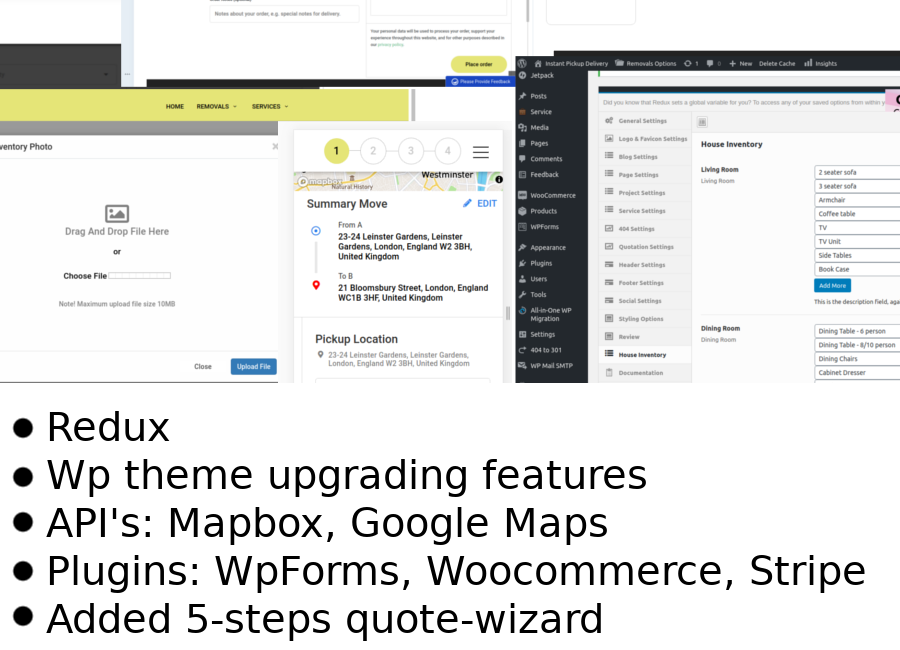 Notes about your order, e.g. special notes for delivery.
Your personal data will be used to process your order, support your
experience throughout this website, and for other purposes described in
our privacy policy.
Place order
Please Provide Feedback
HOME REMOVALS SERVICES
ventory Photo
Drag And Drop File Here
or
Choose File
Note! Maximum upload file size 10MB
Close Upload File
1 2 3 4
mapbox
Natural History
Westminster
Summary Move EDIT
From A
23-24 Leinster Gardens, Leinster
Gardens, London, England W2 3BH,
United Kingdom
To B
21 Bloomsbury Street, London, England
WC1B 3HF, United Kingdom
Pickup Location
23-24 Leinster Gardens, Leinster Gardens,
London, England W2 3BH, United Kingdom
Instant Pickup Delivery Removals Options 1 0 New Delete Cache Insights
Jetpack
Posts
Service
Media
Pages
Comments
Feedback
WooCommerce
Products
WPForms
Appearance
Plugins
Users
Tools
All-in-One WP
Migration
Settings
404 to 301
WP Mail SMTP
Did you know that Redux sets a global variable for you? To access any of your saved options from within
General Settings
Logo & Favicon Settings
Blog Settings
Page Settings
Project Settings
Service Settings
404 Settings
Quotation Settings
Header Settings
Footer Settings
Social Settings
Styling Options
Review
House Inventory
Documentation
House Inventory
Living Room
Living Room
2 seater sofa
3 seater sofa
Armchair
Coffee table
TV
TV Unit
Side Tables
Book Case
Add More
This is the description field, aga
Dining Room
Dining Room
Dining Table - 6 person
Dining Table - 8/10 person
Dining Chairs
Cabinet Dresser
● Redux
● Wp theme upgrading features
● API's: Mapbox, Google Maps
● Plugins: WpForms, Woocommerce, Stripe
● Added 5-steps quote-wizard